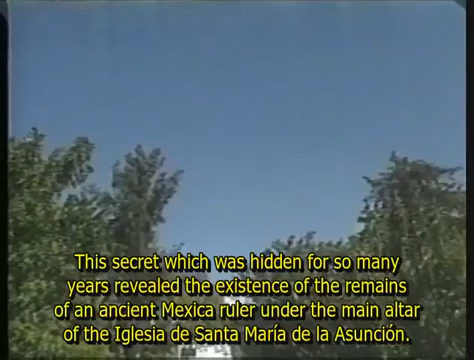 This secret which was hidden for so many
years revealed the existence of the remains
of an ancient Mexica ruler under the main altar
of the Iglesia de Santa María de la Asunción.